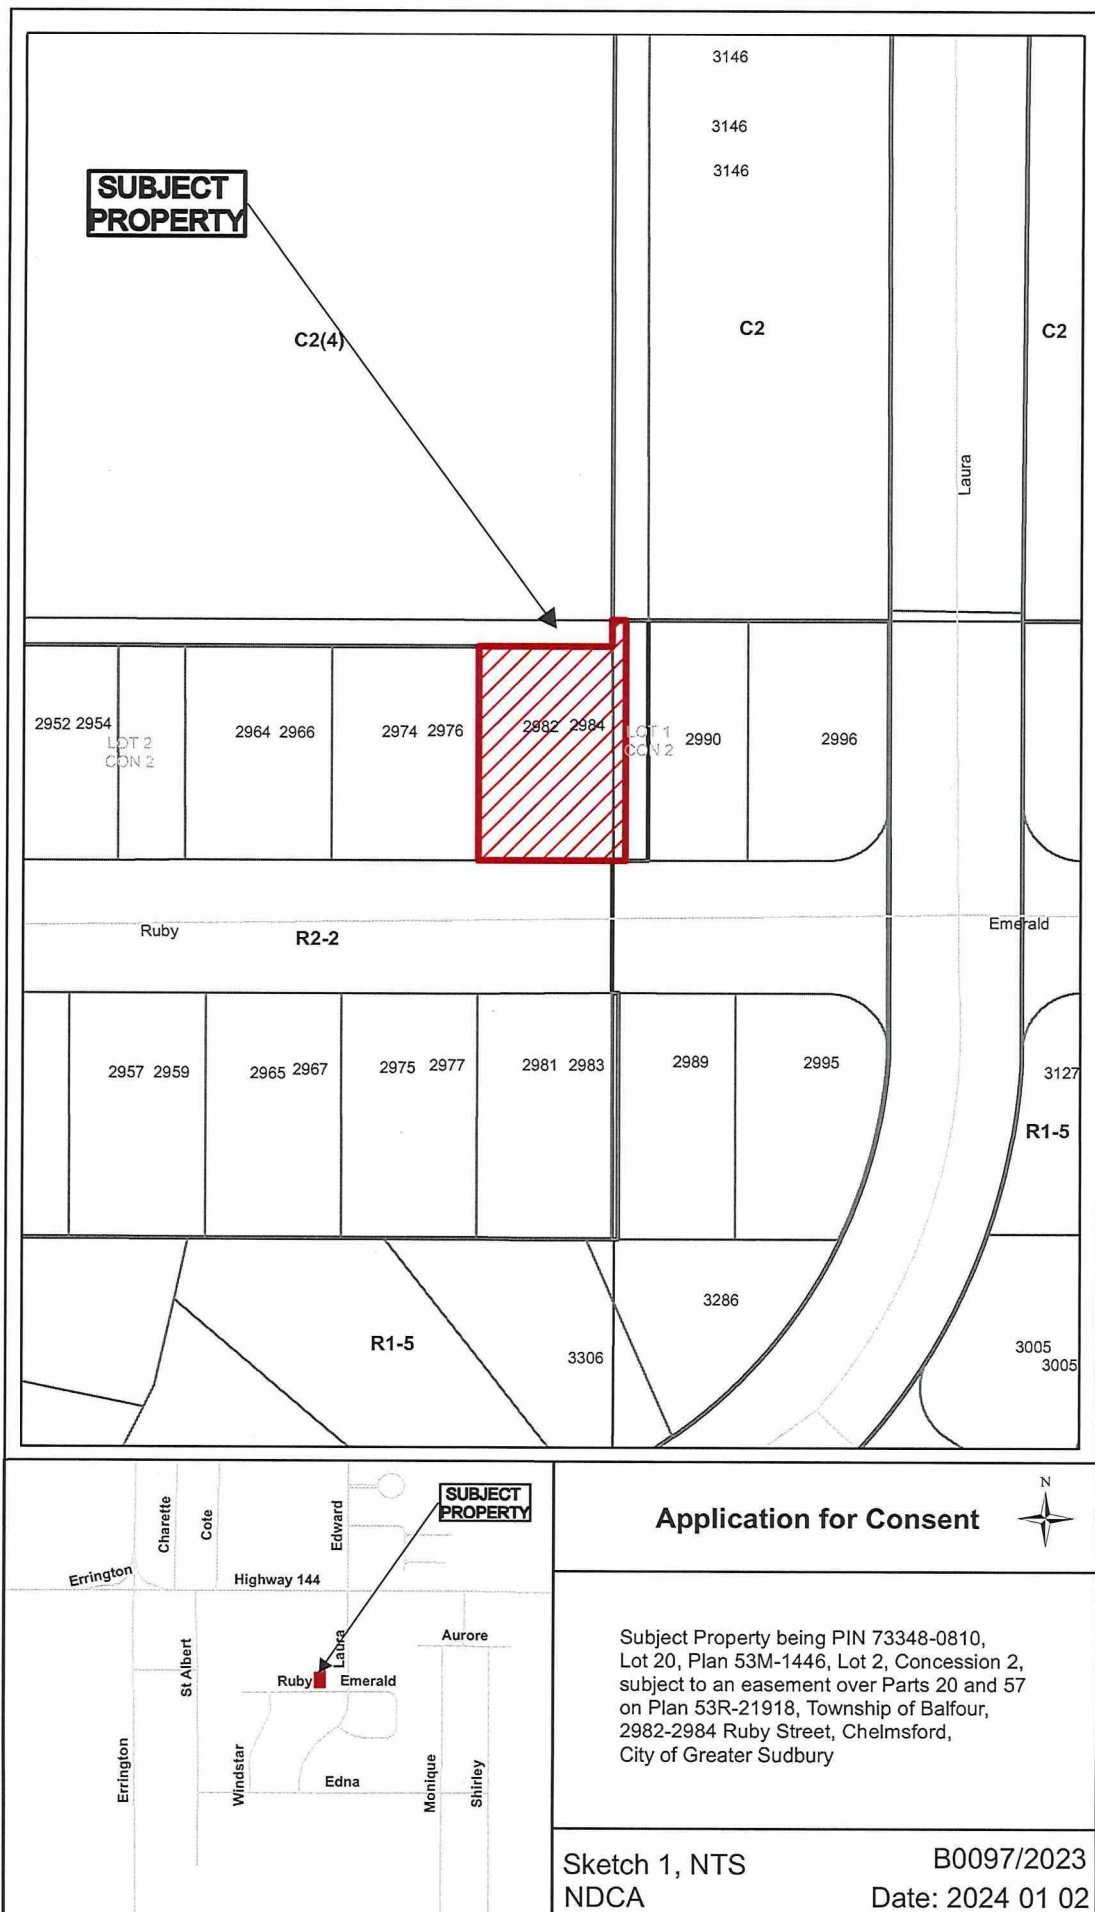 3146
3146
3146
SUBJECT
PROPERTY
C2(4)
C2
C2
Laura
2952 2954
LOT 2
CON 2
2964 2966
2974 2976
2982 2984
LOT 1
CON 2
2990
2996
Ruby
R2-2
Emerald
2957 2959
2965 2967
2975 2977
2981 2983
2989
2995
3127
R1-5
R1-5
3306
3286
3005
3005
Errington
Charette
Cote
Edward
SUBJECT
PROPERTY
Highway 144
St Albert
Laura
Aurore
Ruby
Emerald
Errington
Windstar
Edna
Monique
Shirley
Application for Consent
N
Subject Property being PIN 73348-0810,
Lot 20, Plan 53M-1446, Lot 2, Concession 2,
subject to an easement over Parts 20 and 57
on Plan 53R-21918, Township of Balfour,
2982-2984 Ruby Street, Chelmsford,
City of Greater Sudbury
Sketch 1, NTS
NDCA
B0097/2023
Date: 2024 01 02